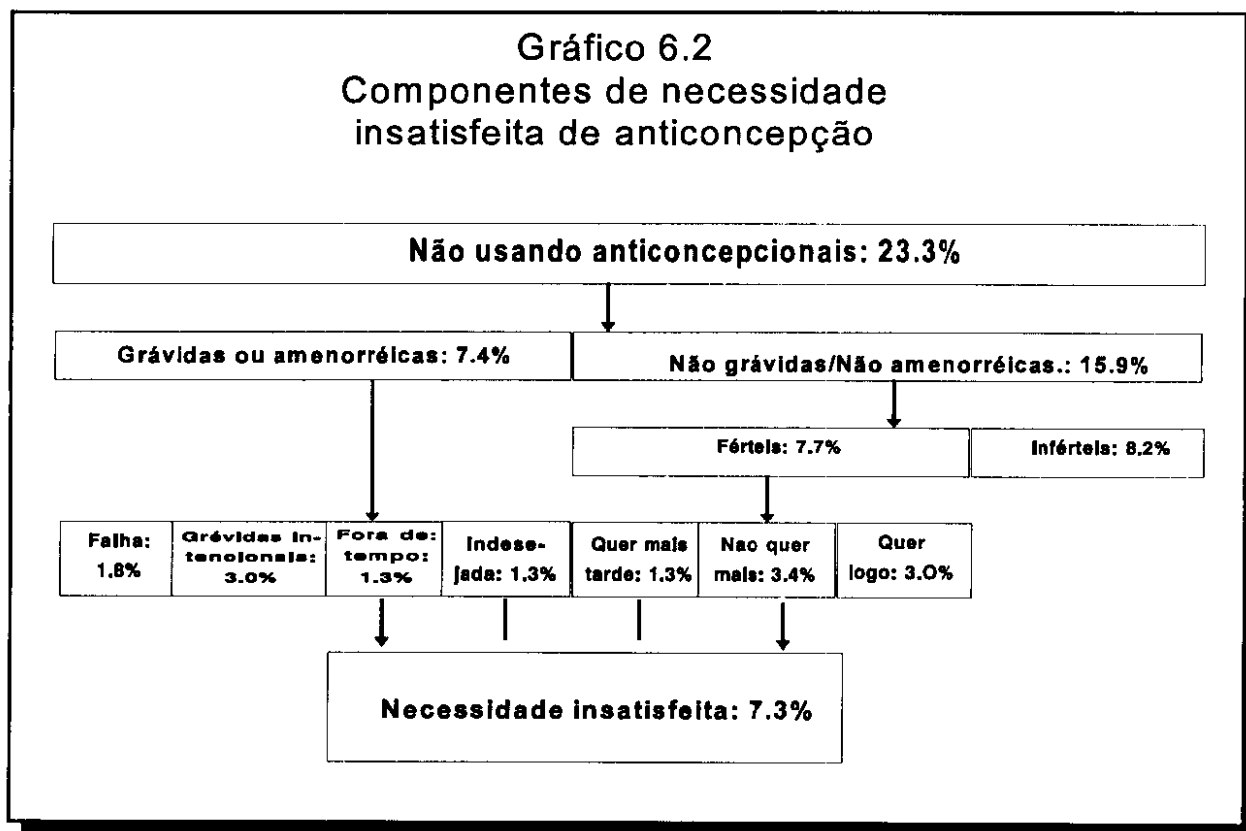 Gráfico 6.2
Componentes de necessidade
insatisfeita de anticoncepção
Não usando anticoncepcionais: 23.3%
Grávidas ou amenorréicas: 7.4%
Não grávidas/Não amenorréicas.: 15.9%
Férteis: 7.7%
Inférteis: 8.2%
Falha:
1.8%
Grávidas in-
tencionais:
3.0%
Fora de:
tempo:
1.3%
Indese-
jada: 1.3%
Quer mais
tarde: 1.3%
Nao quer
mais: 3.4%
Quer
logo: 3.0%
Necessidade insatisfeita: 7.3%